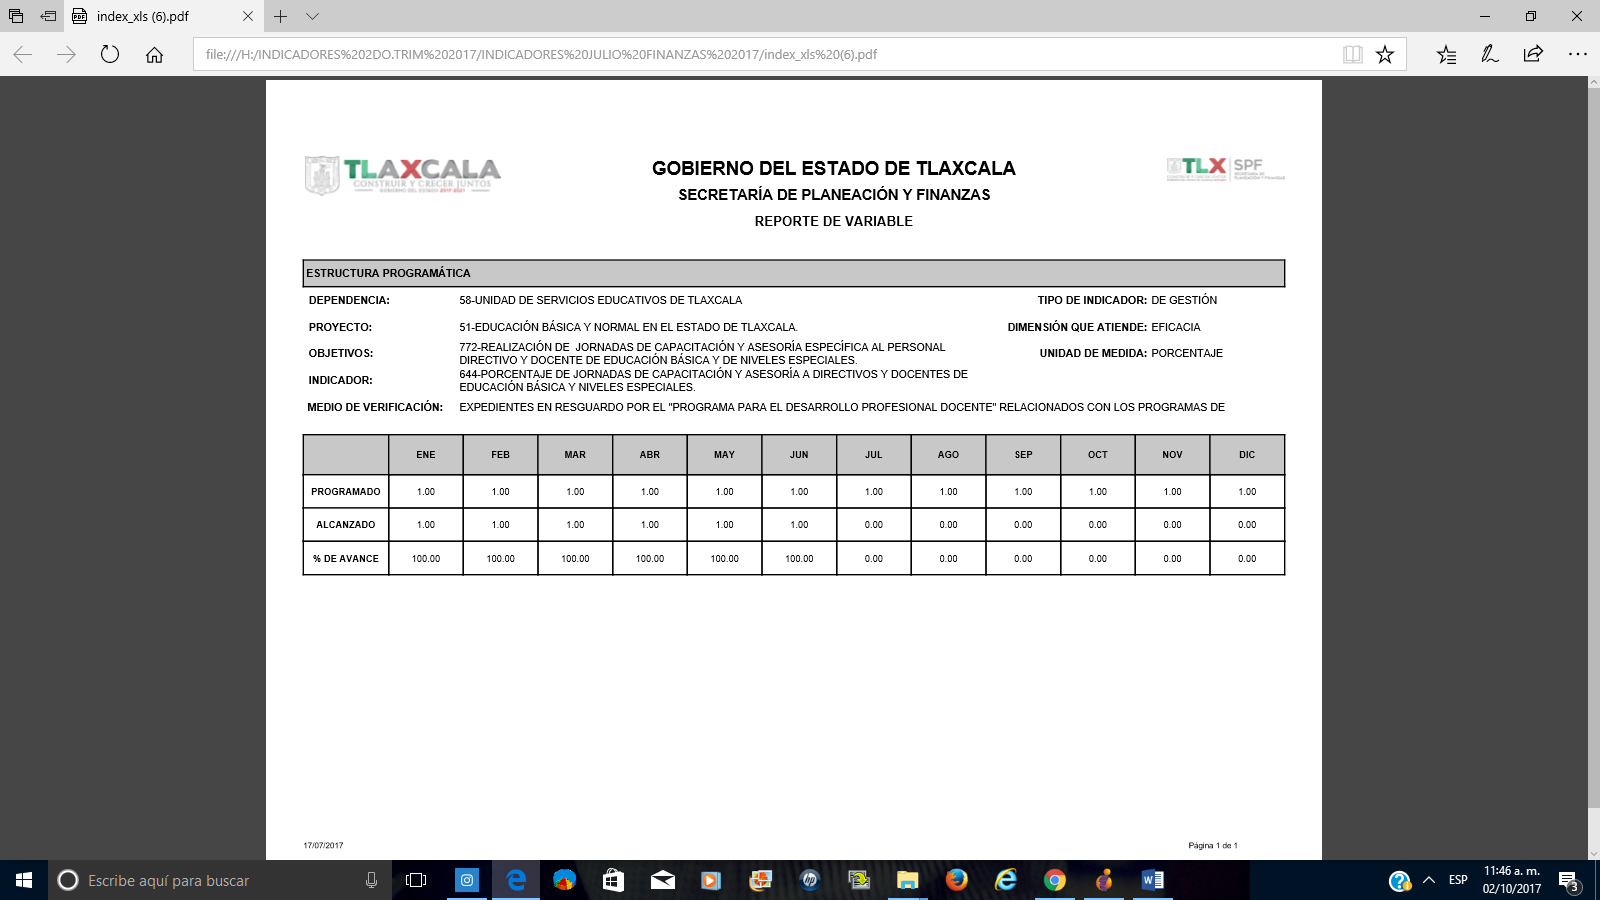 index_xls (6).pdf
file:///H:/INDICADORES%202DO.TRIM%202017/INDICADORES%20JULIO%20FINANZAS%202017/index_xls%20(6).pdf
TLAXCALA
CONSTRUIR Y CRECER JUNTOS
GOBIERNO DEL ESTADO 2017-2021
GOBIERNO DEL ESTADO DE TLAXCALA
SECRETARÍA DE PLANEACIÓN Y FINANZAS
REPORTE DE VARIABLE
TLX SPF
ESTRUCTURA PROGRAMÁTICA
DEPENDENCIA: 58-UNIDAD DE SERVICIOS EDUCATIVOS DE TLAXCALA TIPO DE INDICADOR: DE GESTIÓN
PROYECTO: 51-EDUCACIÓN BÁSICA Y NORMAL EN EL ESTADO DE TLAXCALA. DIMENSIÓN QUE ATIENDE: EFICACIA
OBJETIVOS: 772-REALIZACIÓN DE JORNADAS DE CAPACITACIÓN Y ASESORÍA ESPECÍFICA AL PERSONAL
DIRECTIVO Y DOCENTE DE EDUCACIÓN BÁSICA Y DE NIVELES ESPECIALES. UNIDAD DE MEDIDA: PORCENTAJE
INDICADOR: 644-PORCENTAJE DE JORNADAS DE CAPACITACIÓN Y ASESORÍA A DIRECTIVOS Y DOCENTES DE
EDUCACIÓN BÁSICA Y NIVELES ESPECIALES.
MEDIO DE VERIFICACIÓN: EXPEDIENTES EN RESGUARDO POR EL "PROGRAMA PARA EL DESARROLLO PROFESIONAL DOCENTE" RELACIONADOS CON LOS PROGRAMAS DE
ENE FEB MAR ABR MAY JUN JUL AGO SEP OCT NOV DIC
PROGRAMADO 1.00 1.00 1.00 1.00 1.00 1.00 1.00 1.00 1.00 1.00 1.00 1.00
ALCANZADO 1.00 1.00 1.00 1.00 1.00 1.00 0.00 0.00 0.00 0.00 0.00 0.00
% DE AVANCE 100.00 100.00 100.00 100.00 100.00 100.00 0.00 0.00 0.00 0.00 0.00 0.00
17/07/2017 Página 1 de 1
Escribe aquí para buscar
ESP
11:46 a. m.
02/10/2017
3